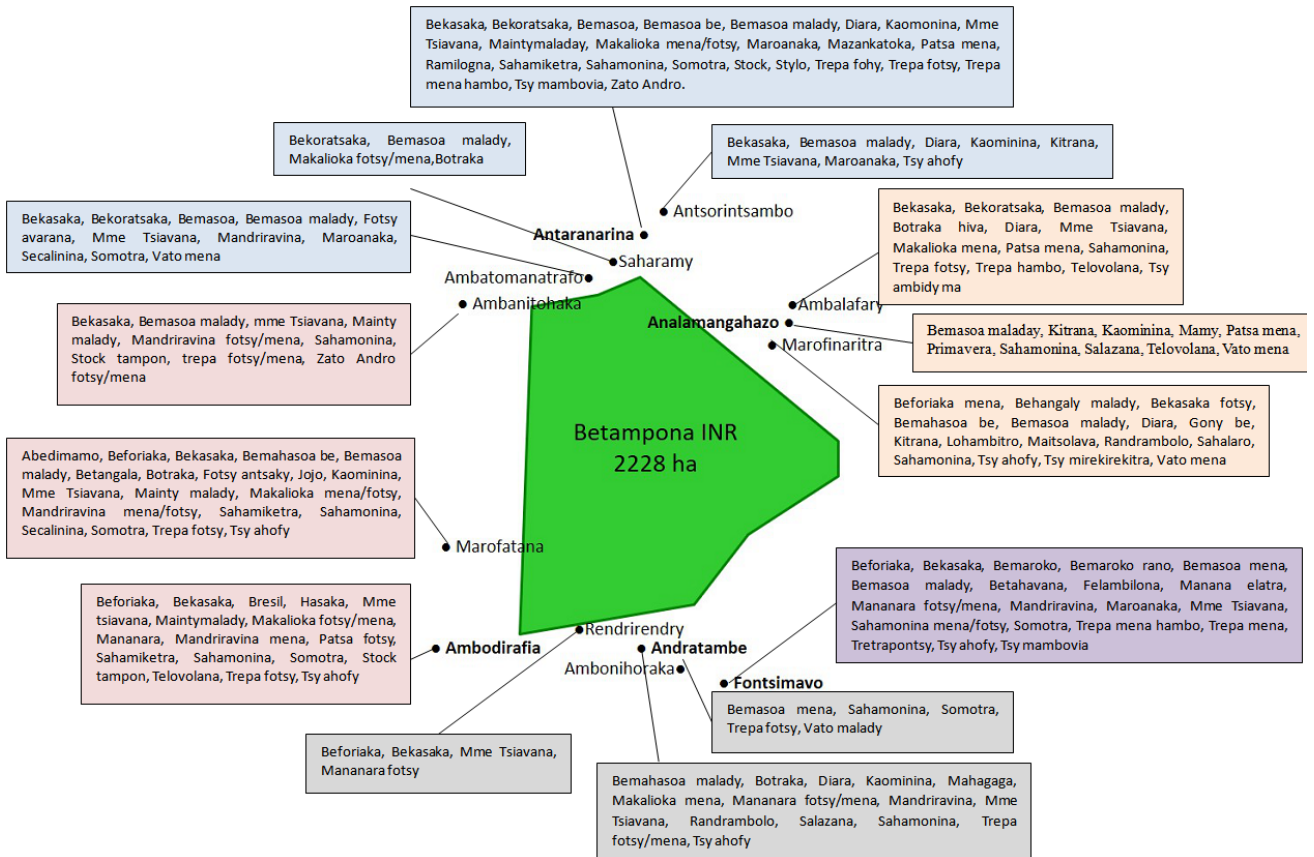 Bekasaka, Bekoratsaka, Bemasoa, Bemasoa be, Bemasoa malady, Diara, Kaomonina, Mme
Tsiavana, Maintymaladay, Makalioka mena/fotsy, Maroanaka, Mazankatoka, Patsa mena,
Ramilogna, Sahamiketra, Sahamonina, Somotra, Stock, Stylo, Trepa fohy, Trepa fotsy, Trepa
mena hambo, Tsy mambovia, Zato Andro.
Bekoratsaka, Bemasoa malady,
Makalioka fotsy/mena,Botraka
Bekasaka, Bemasoa malady, Diara, Kaominina, Kitrana,
Mme Tsiavana, Maroanaka, Tsy ahofy
Bekasaka, Bekoratsaka, Bemasoa, Bemasoa malady, Fotsy
avarana, Mme Tsiavana, Mandriravina, Maroanaka,
Secalinina, Somotra, Vato mena
Antsorintsambo
Antaranarina
Saharamy
Ambatomanatrafo
Ambanitohaka
Bekasaka, Bekoratsaka, Bemasoa malady,
Botraka hiva, Diara, Mme Tsiavana,
Makalioka mena, Patsa mena, Sahamonina,
Trepa fotsy, Trepa hambo, Telovolana, Tsy
ambidy ma
Ambalafary
Analamangahazo
Marofinaritra
Bekasaka, Bemasoa malady, mme Tsiavana, Mainty
malady, Mandriravina fotsy/mena, Sahamonina,
Stock tampon, trepa fotsy/mena, Zato Andro
fotsy/mena
Bemasoa maladay, Kitrana, Kaominina, Mamy, Patsa mena,
Primavera, Sahamonina, Salazana, Telovolana, Vato mena
Beforiaka mena, Behangaly malady, Bekasaka fotsy,
Bemahasoa be, Bemasoa malady, Diara, Gony be,
Kitrana, Lohambitro, Maitsolava, Randrambolo, Sahalaro,
Sahamonina, Tsy ahofy, Tsy mirekirekitra, Vato mena
Betampona INR
2228 ha
Abedimamo, Beforiaka, Bekasaka, Bemahasoa be, Bemasoa
malady, Betangala, Botraka, Fotsy antsaky, Jojo, Kaominina,
Mme Tsiavana, Mainty malady, Makalioka mena/fotsy,
Mandriravina mena/fotsy, Sahamiketra, Sahamonina,
Secalinina, Somotra, Trepa fotsy, Tsy ahofy
Marofatana
Beforiaka, Bekasaka, Bemaroko, Bemaroko rano, Bemasoa mena,
Bemasoa malady, Betahavana, Felambilona, Manana elatra,
Mananara fotsy/mena, Mandriravina, Maroanaka, Mme Tsiavana,
Sahamonina mena/fotsy, Somotra, Trepa mena hambo, Trepa mena,
Tretrapontsy, Tsy ahofy, Tsy mambovia
Beforiaka, Bekasaka, Bresil, Hasaka, Mme
tsiavana, Maintymalady, Makalioka fotsy/mena,
Mananara, Mandriravina mena, Patsa fotsy,
Sahamiketra, Sahamonina, Somotra, Stock
tampon, Telovolana, Trepa fotsy, Tsy ahofy
Rendrirendry
Ambodirafia
Andratambe
Ambonihoraka
Fontsimavo
Bemasoa mena, Sahamonina, Somotra,
Trepa fotsy, Vato malady
Beforiaka, Bekasaka, Mme Tsiavana,
Mananara fotsy
Bemahasoa malady, Botraka, Diara, Kaominina, Mahagaga,
Makalioka mena, Mananara fotsy/mena, Mandriravina, Mme
Tsiavana, Randrambolo, Salazana, Sahamonina, Trepa
fotsy/mena, Tsy ahofy